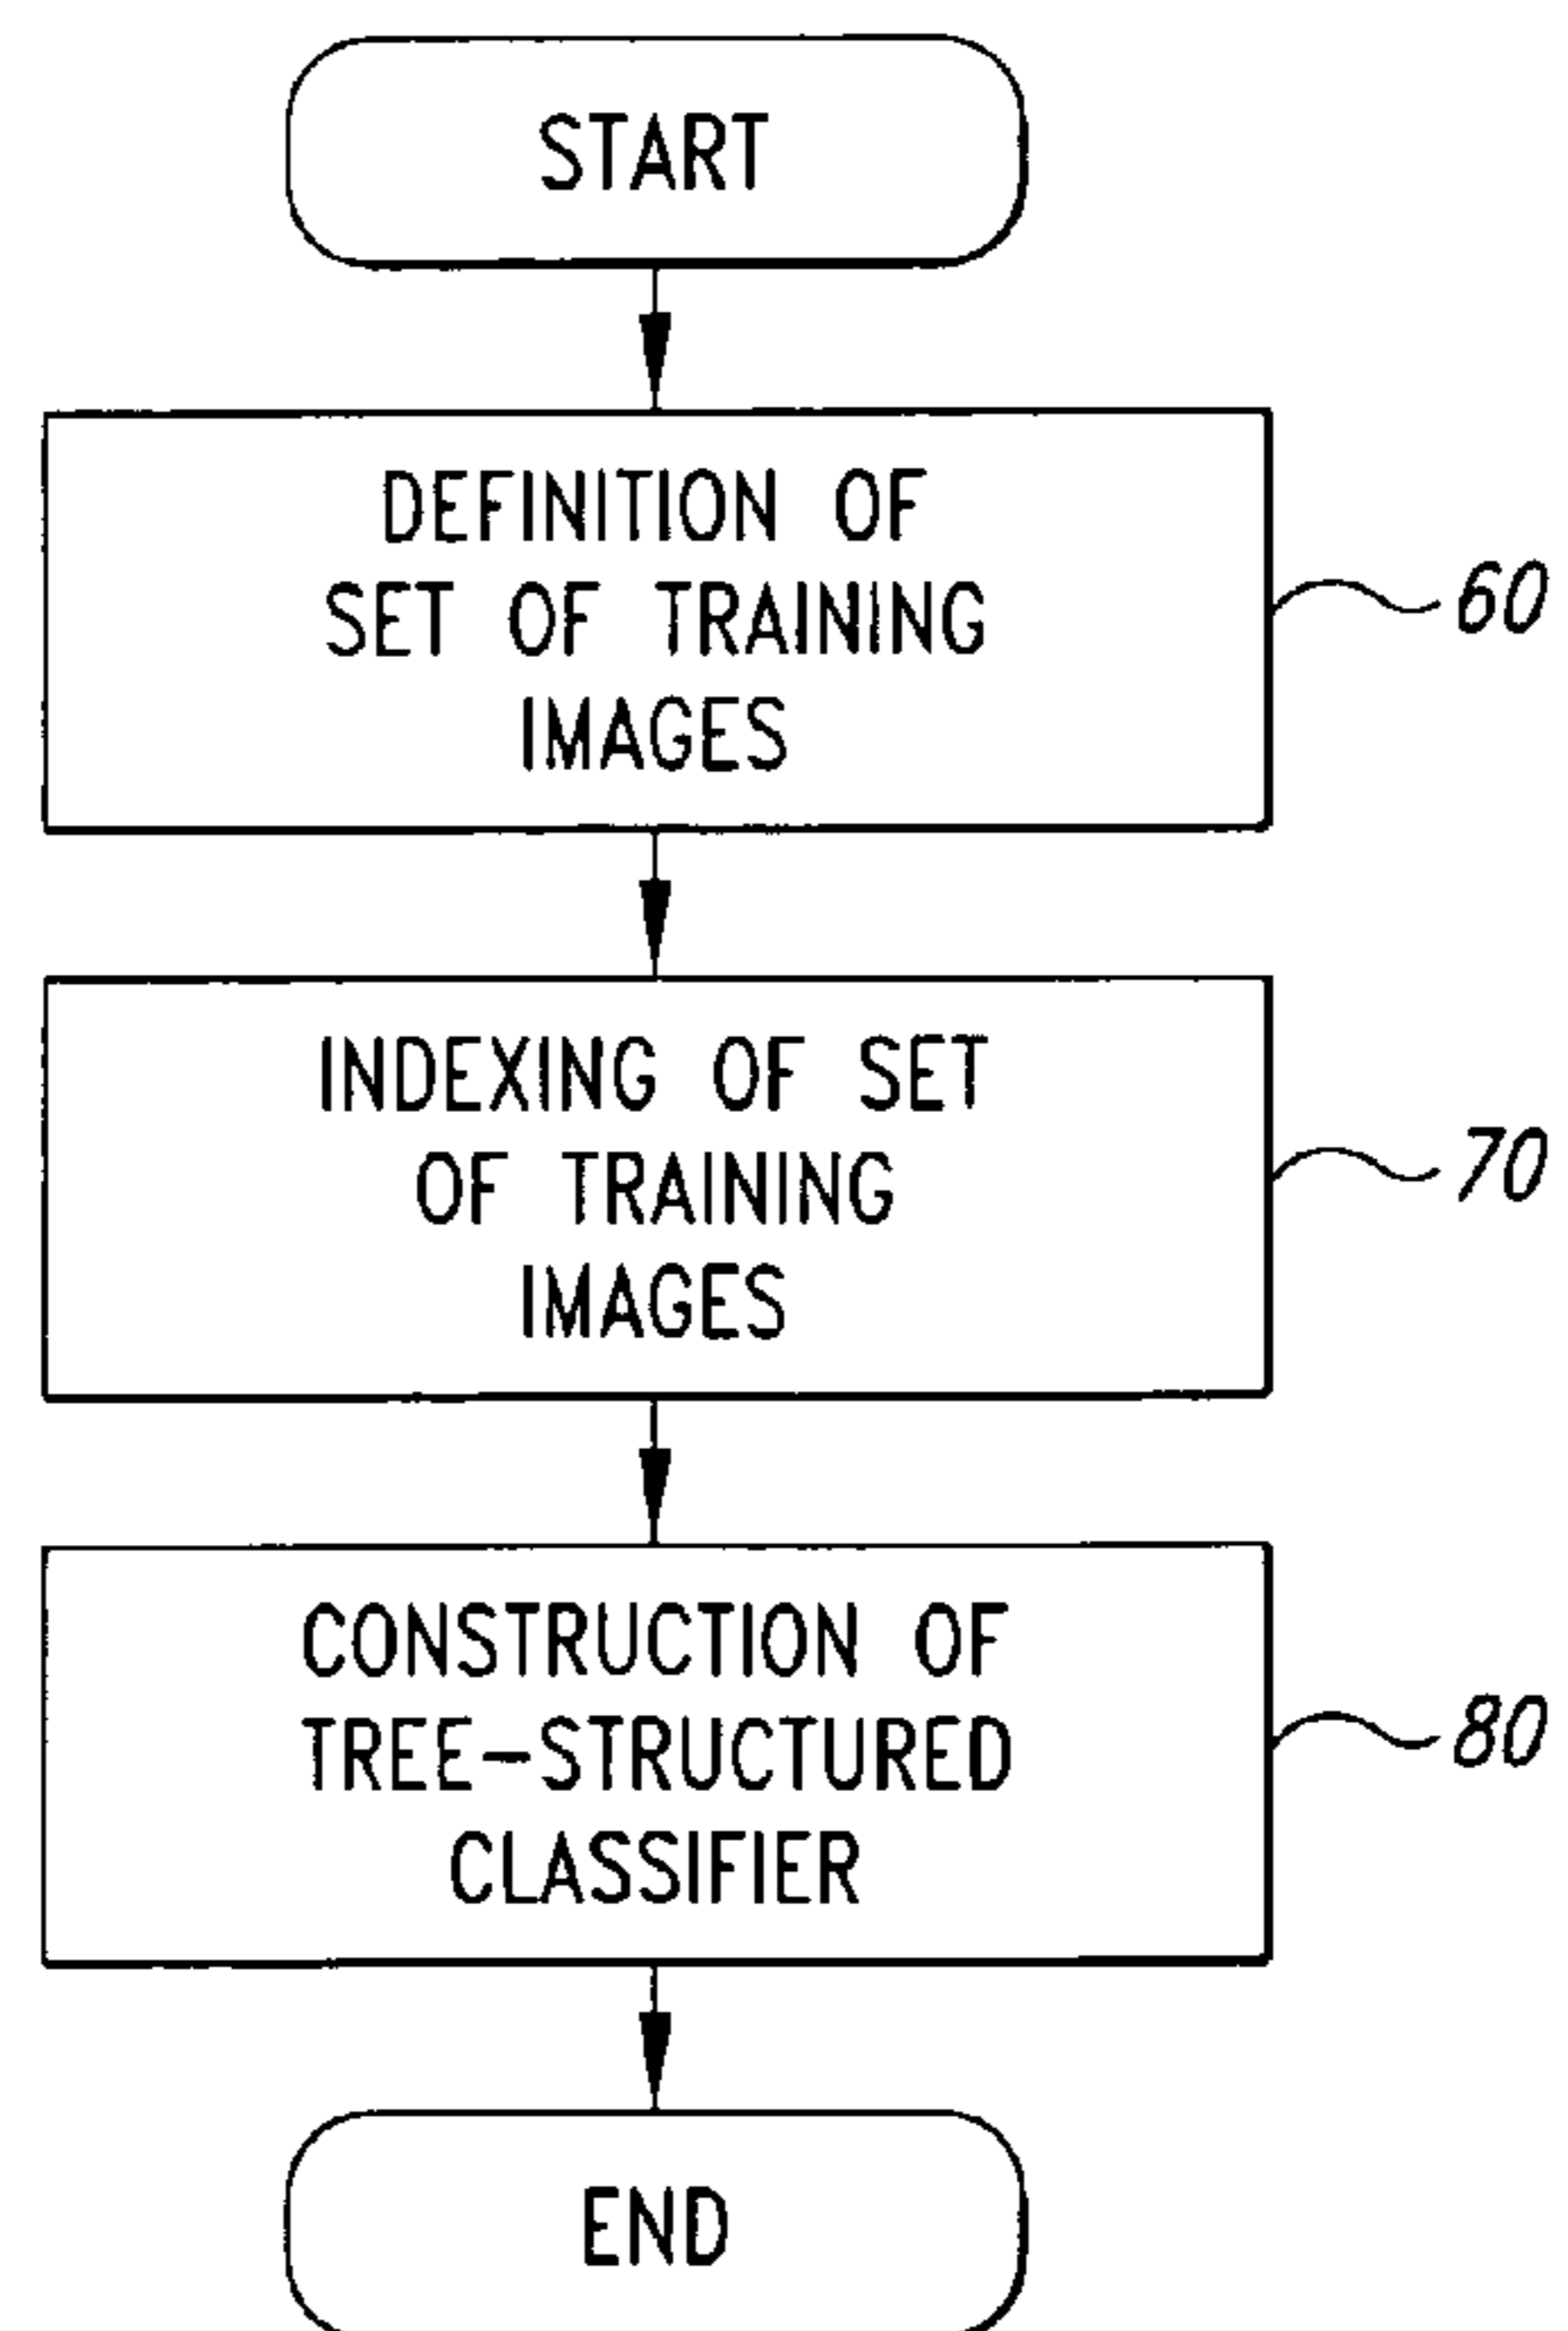 START
DEFINITION OF
SET OF TRAINING
IMAGES
60
INDEXING OF SET
OF TRAINING
IMAGES
70
CONSTRUCTION OF
TREE-STRUCTURED
CLASSIFIER
80
END